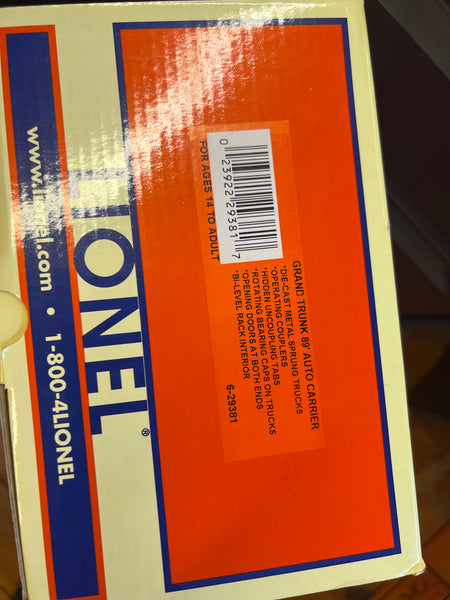 GRAND TRUNK 89' AUTO CARRIER
*DIE-CAST METAL SPRUNG TRUCKS
*OPERATING COUPLERS
*HIDDEN UNCOUPLING TABS
*ROTATING BEARING CAPS ON TRUCKS
*OPENING DOORS AT BOTH ENDS
*BI-LEVEL RACK INTERIOR
6-29381
0 23922 29381 7
FOR AGES 14 TO ADULT
LIONEL®
www.lionel.com • 1-800-4LIONEL